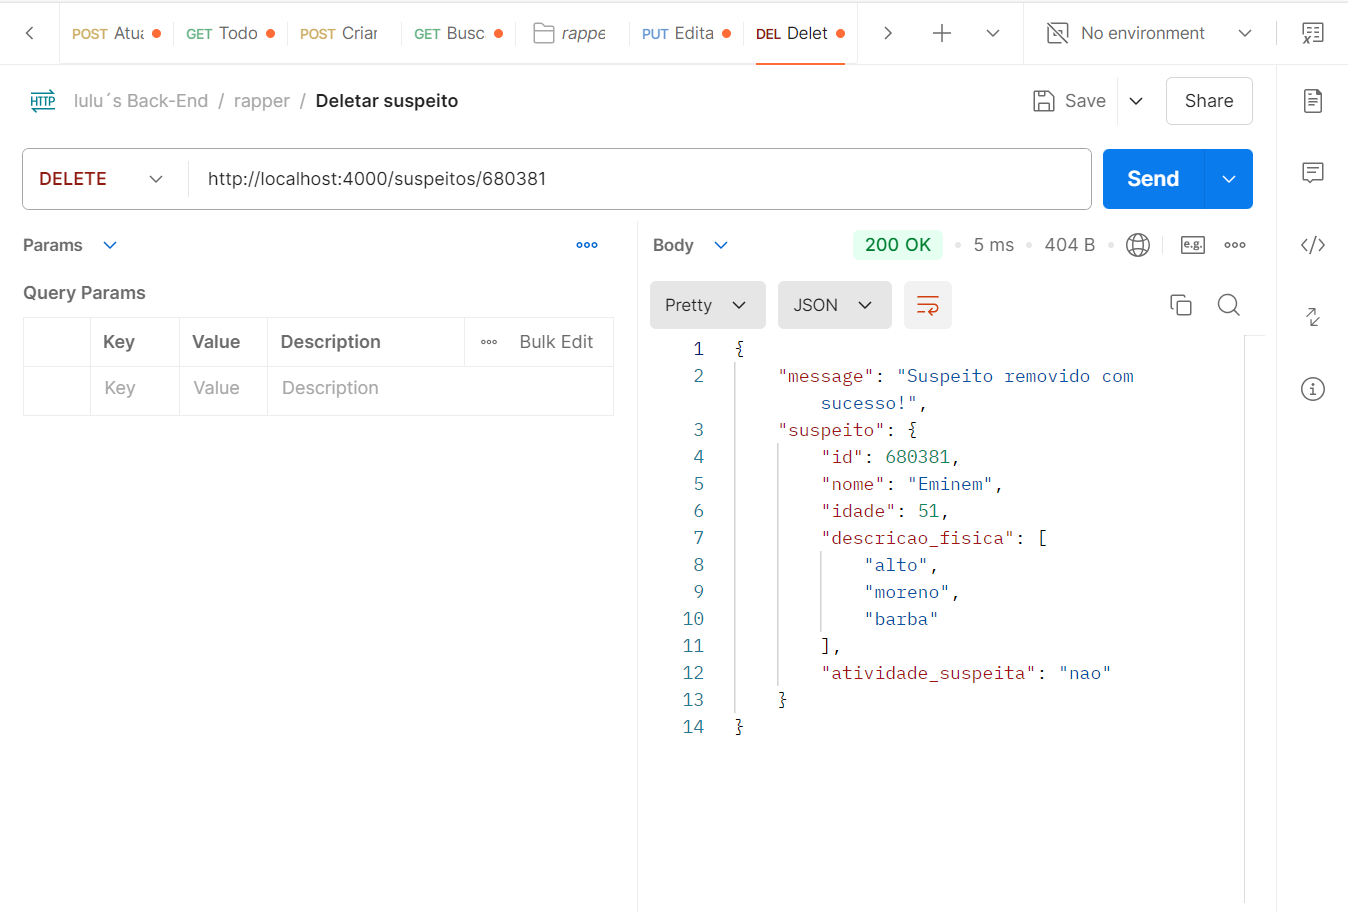 POST Atua GET Todo POST Criar GET Busc rappe PUT Edita DEL Delet No environment
HTTP lulu´s Back-End / rapper / Deletar suspeito Save Share
DELETE http://localhost:4000/suspeitos/680381 Send
Params Body 200 OK 5 ms 404 B e.g.
Query Params
Pretty JSON
Key Value Description Bulk Edit
Key Value Description
1 {
2 "message": "Suspeito removido com
sucesso!",
3 "suspeito": {
4 "id": 680381,
5 "nome": "Eminem",
6 "idade": 51,
7 "descricao_fisica": [
8 "alto",
9 "moreno",
10 "barba"
11 ],
12 "atividade_suspeita": "nao"
13 }
14 }